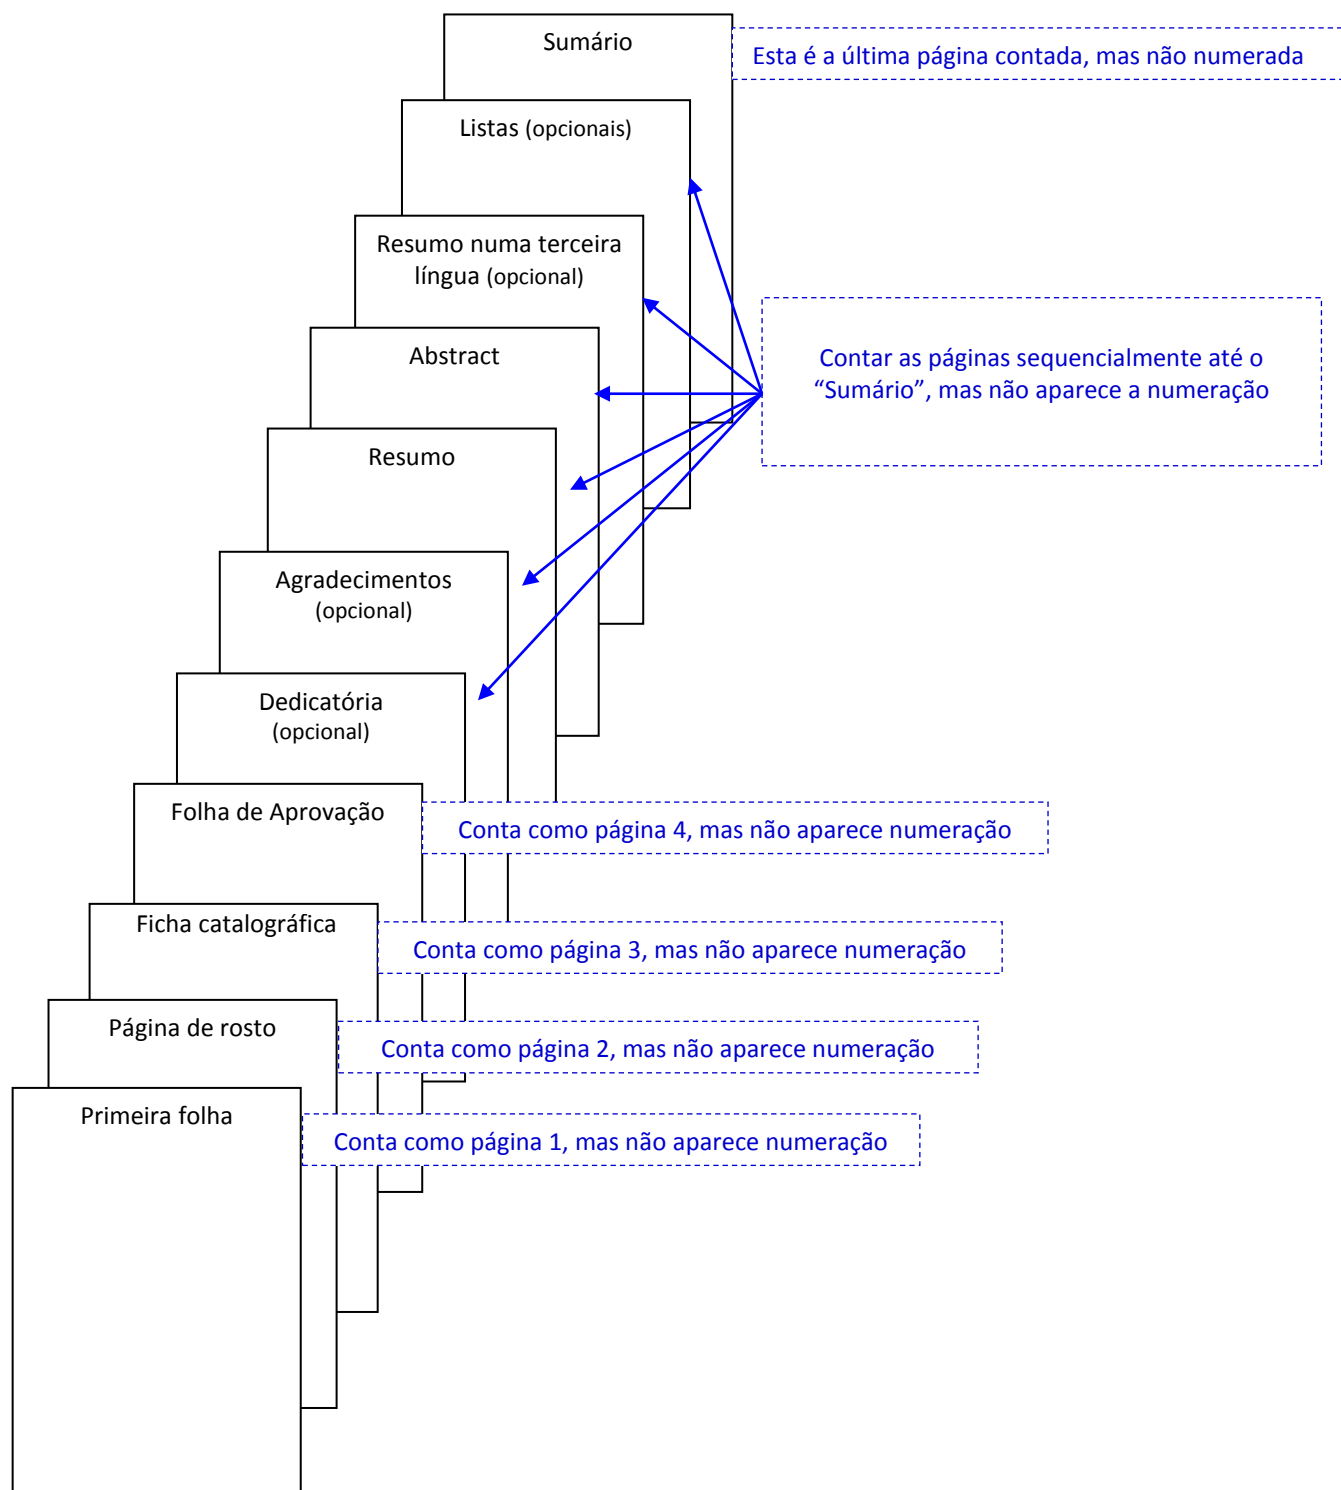 Sumário
Esta é a última página contada, mas não numerada
Listas (opcionais)
Resumo numa terceira
língua (opcional)
Abstract
Contar as páginas sequencialmente até o
“Sumário”, mas não aparece a numeração
Resumo
Agradecimentos
(opcional)
Dedicatória
(opcional)
Folha de Aprovação
Conta como página 4, mas não aparece numeração
Ficha catalográfica
Conta como página 3, mas não aparece numeração
Página de rosto
Conta como página 2, mas não aparece numeração
Primeira folha
Conta como página 1, mas não aparece numeração